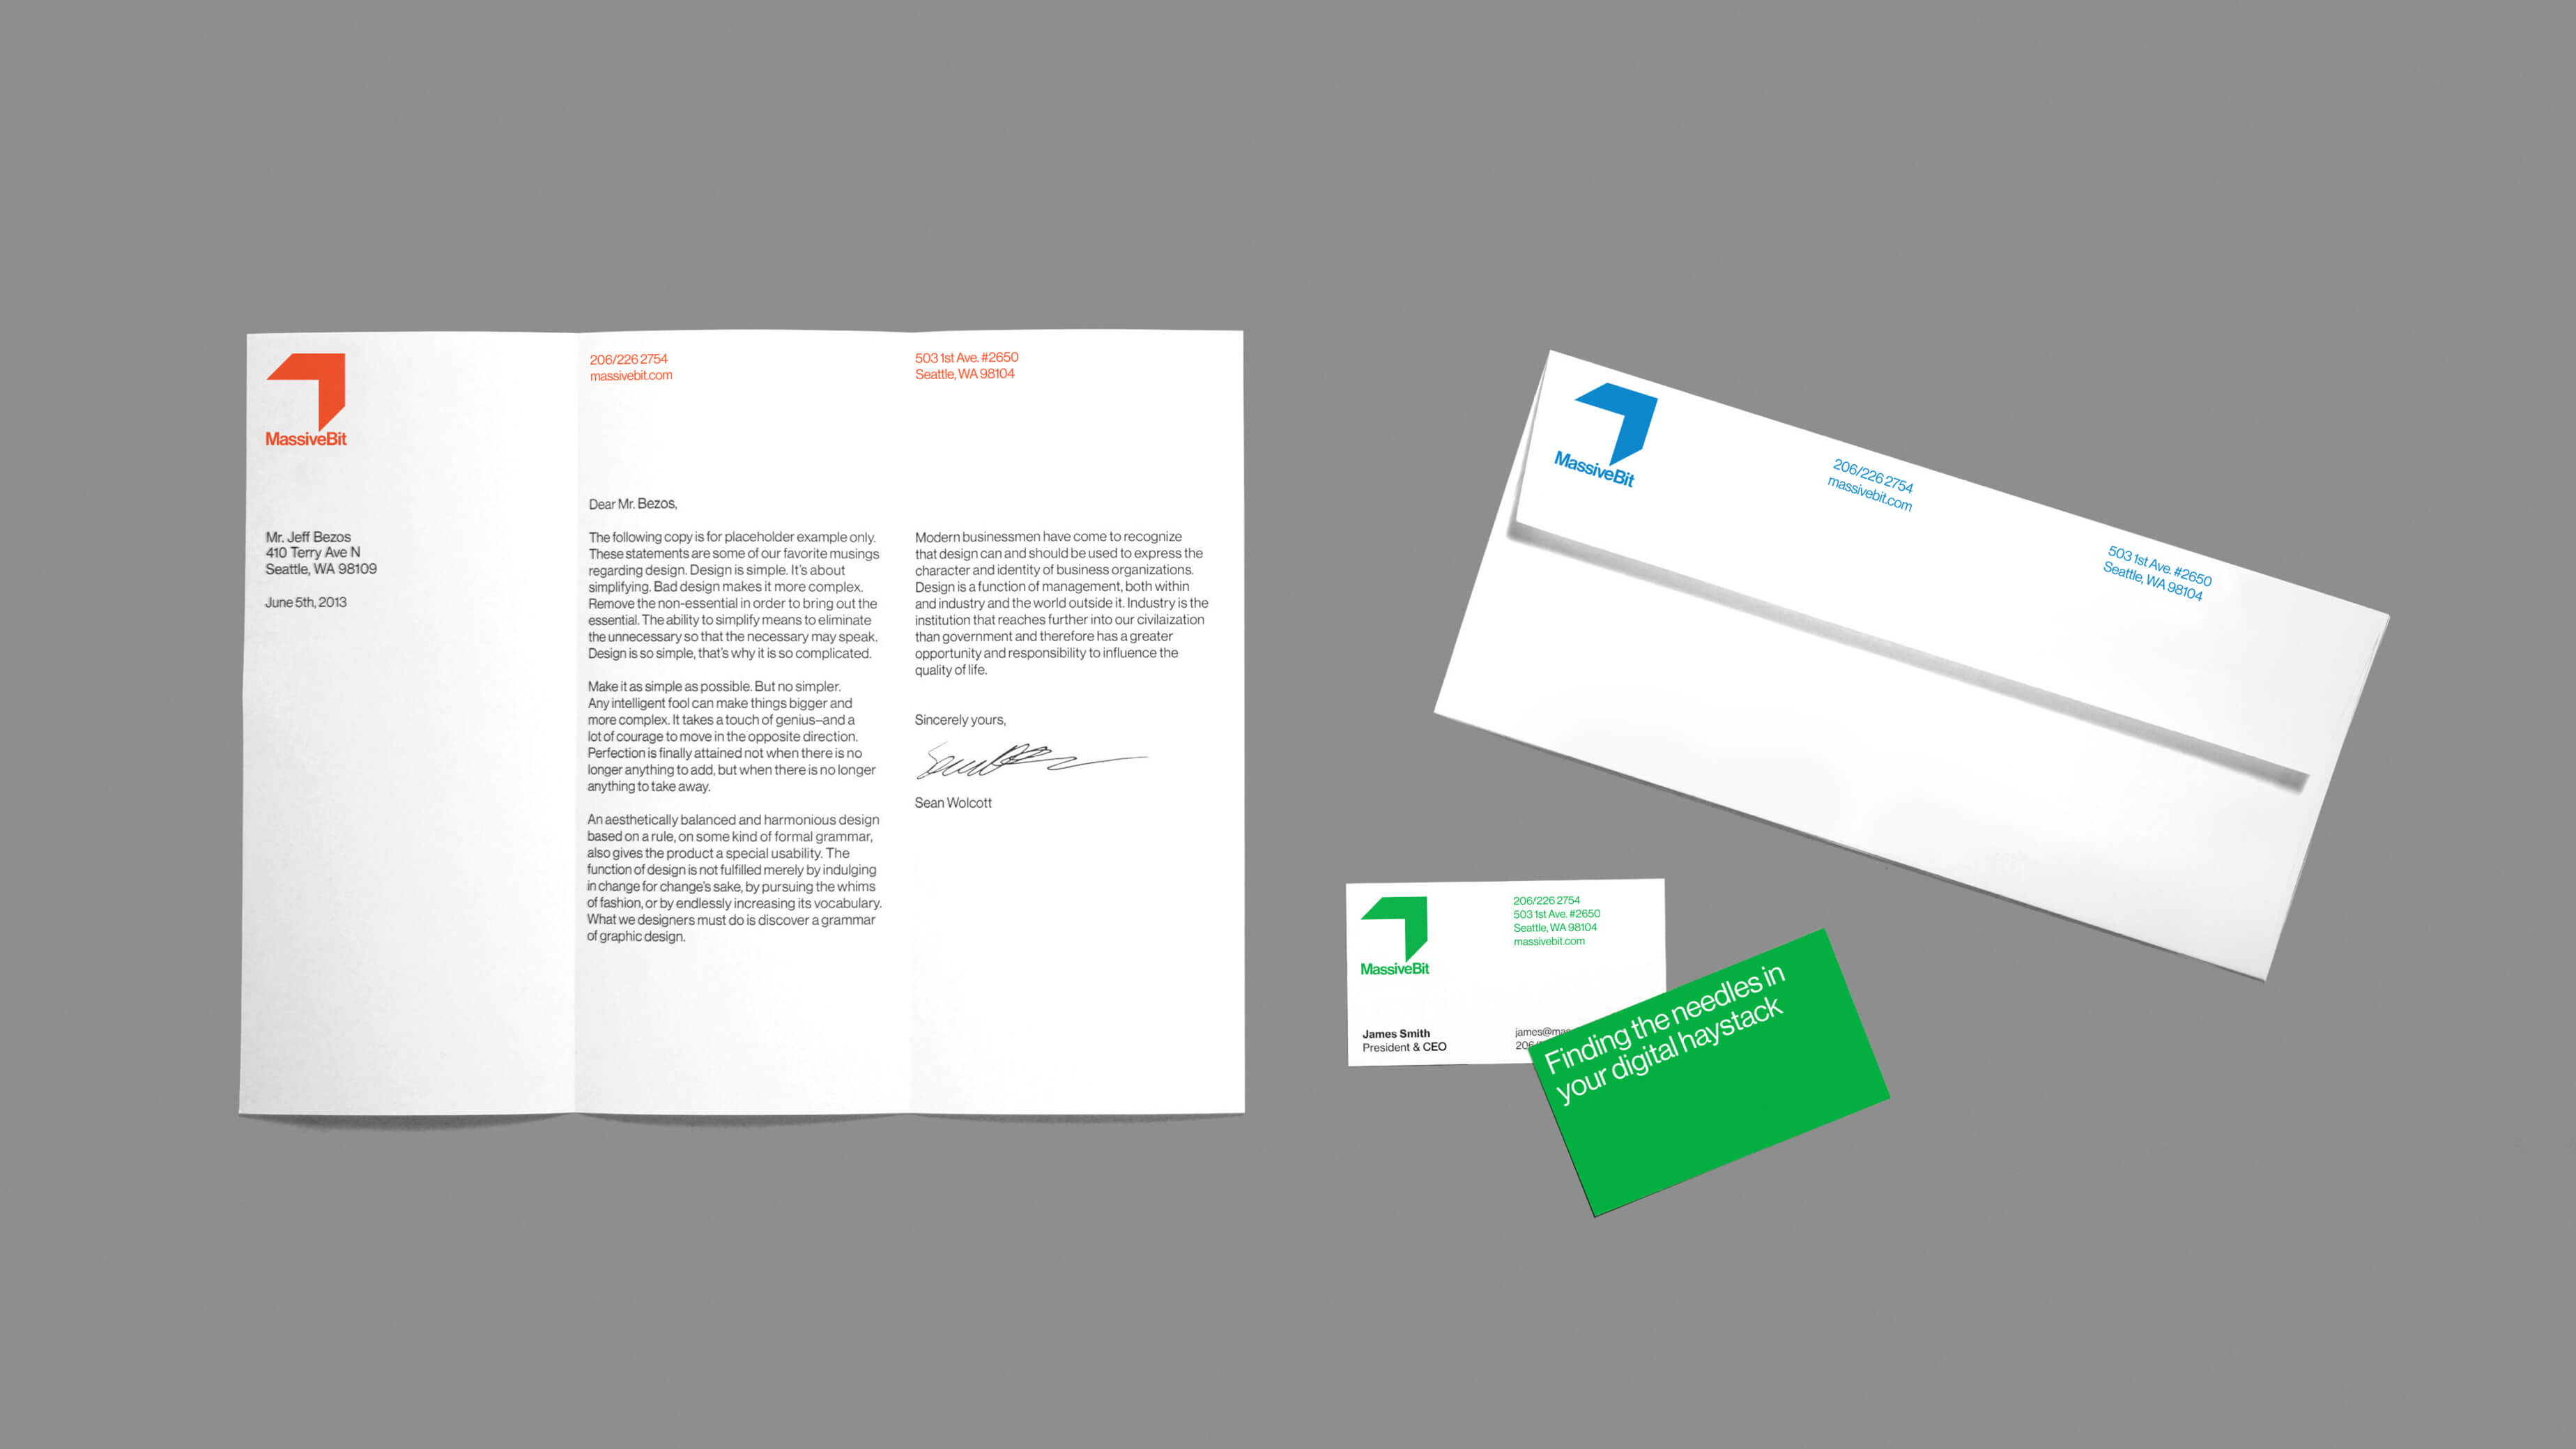 MassiveBit
206/226 2754
massivebit.com
503 1st Ave. #2650
Seattle, WA 98104
Mr. Jeff Bezos
410 Terry Ave N
Seattle, WA 98109
June 5th, 2013
Dear Mr. Bezos,
The following copy is for placeholder example only.
These statements are some of our favorite musings
regarding design. Design is simple. It's about
simplifying. Bad design makes it more complex.
Remove the non-essential in order to bring out the
essential. The ability to simplify means to eliminate
the unnecessary so that the necessary may speak.
Design is so simple, that's why it is so complicated.
Make it as simple as possible. But no simpler.
Any intelligent fool can make things bigger and
more complex. It takes a touch of genius–and a
lot of courage to move in the opposite direction.
Perfection is finally attained not when there is no
longer anything to add, but when there is no longer
anything to take away.
An aesthetically balanced and harmonious design
based on a rule, on some kind of formal grammar,
also gives the product a special usability. The
function of design is not fulfilled merely by indulging
in change for change's sake, by pursuing the whims
of fashion, or by endlessly increasing its vocabulary.
What we designers must do is discover a grammar
of graphic design.
Modern businessmen have come to recognize
that design can and should be used to express the
character and identity of business organizations.
Design is a function of management, both within
and industry and the world outside it. Industry is the
institution that reaches further into our civilaization
than government and therefore has a greater
opportunity and responsibility to influence the
quality of life.
Sincerely yours,
Sean Wolcott
MassiveBit
206/226 2754
massivebit.com
503 1st Ave. #2650
Seattle, WA 98104
MassiveBit
206/226 2754
503 1st Ave. #2650
Seattle, WA 98104
massivebit.com
James Smith
President & CEO
james@mas
206/
Finding the needles in
your digital haystack